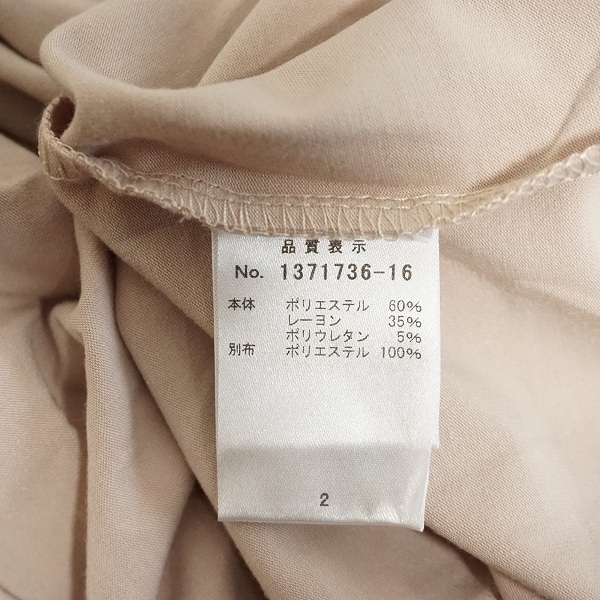 品質表示
No. 1371736-16
本体 ポリエステル 60%
レーヨン 35%
ポリウレタン 5%
別布 ポリエステル 100%
2